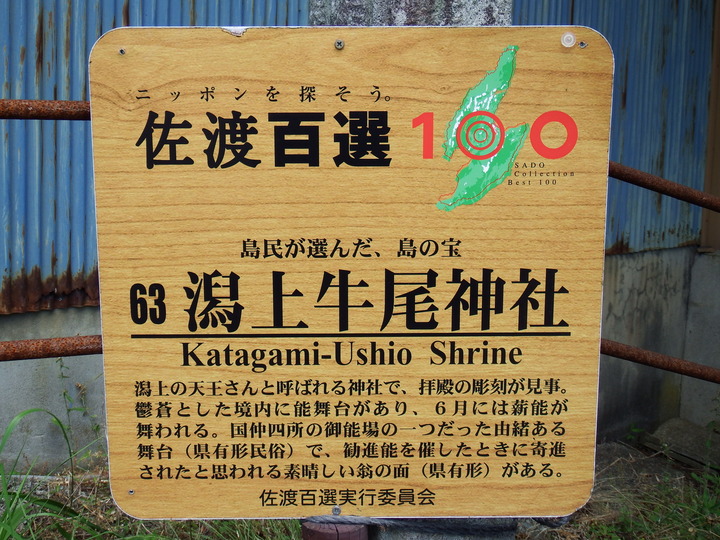 ニッポンを探そう。
佐渡百選 100
SADO
Collection
Best 100
島民が選んだ、島の宝
63 潟上牛尾神社
Katagami-Ushio Shrine
潟上の天王さんと呼ばれる神社で、拝殿の彫刻が見事。
鬱蒼とした境内に能舞台があり、６月には薪能が
舞われる。国仲四所の御能場の一つだった由緒ある
舞台（県有形民俗）で、勧進能を催したときに寄進
されたと思われる素晴しい翁の面（県有形）がある。
佐渡百選実行委員会